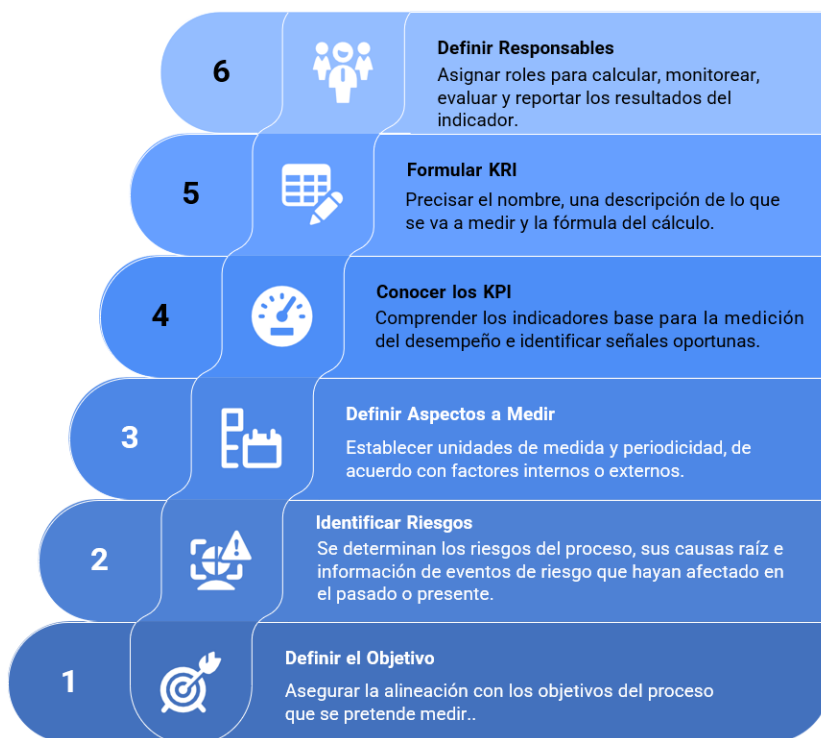 6
Definir Responsables
Asignar roles para calcular, monitorear,
evaluar y reportar los resultados del
indicador.
5
Formular KRI
Precisar el nombre, una descripción de lo que
se va a medir y la fórmula del cálculo.
4
Conocer los KPI
Comprender los indicadores base para la medición
del desempeño e identificar señales oportunas.
3
Definir Aspectos a Medir
Establecer unidades de medida y periodicidad, de
acuerdo con factores internos o externos.
2
Identificar Riesgos
Se determinan los riesgos del proceso, sus causas raíz e
información de eventos de riesgo que hayan afectado en
el pasado o presente.
1
Definir el Objetivo
Asegurar la alineación con los objetivos del proceso
que se pretende medir..